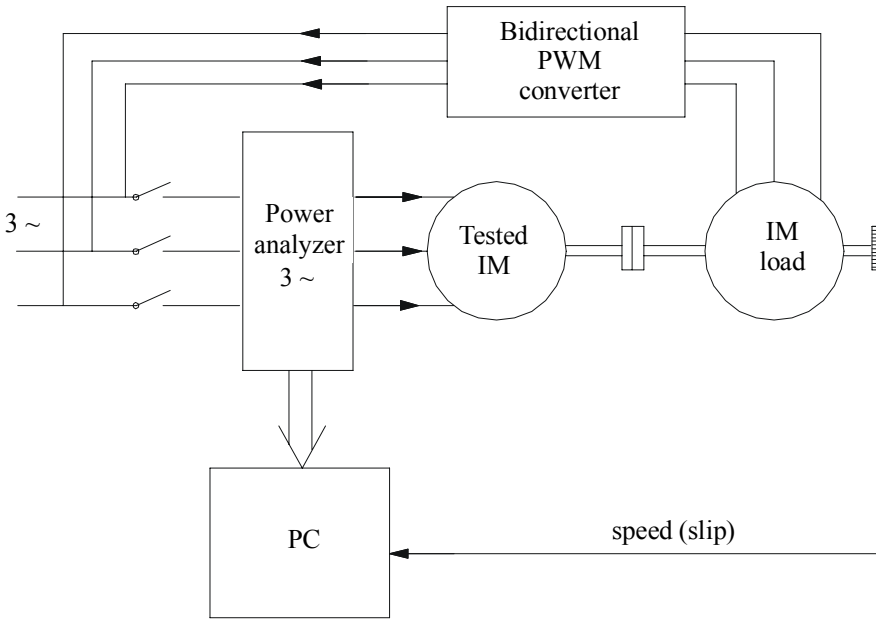 Bidirectional
PWM
converter
3 ~
Power
analyzer
3 ~
Tested
IM
IM
load
PC
speed (slip)